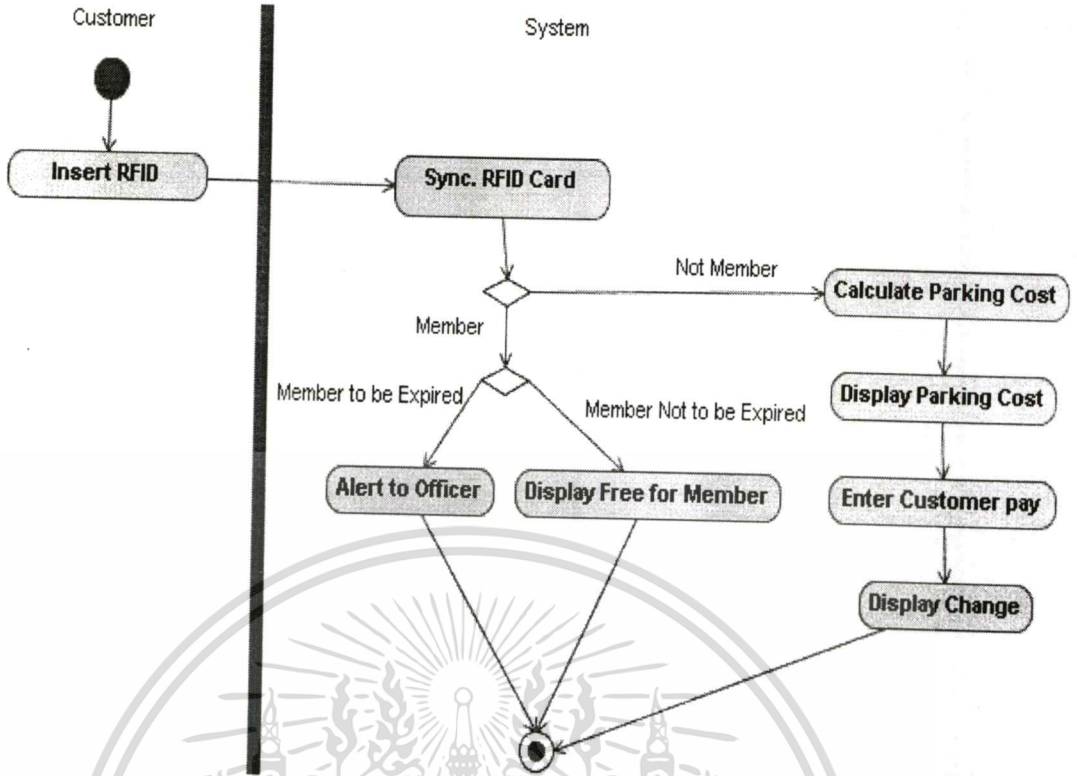 Customer
System
Insert RFID
Sync. RFID Card
Not Member
Calculate Parking Cost
Member
Member to be Expired
Member Not to be Expired
Display Parking Cost
Alert to Officer
Display Free for Member
Enter Customer pay
Display Change